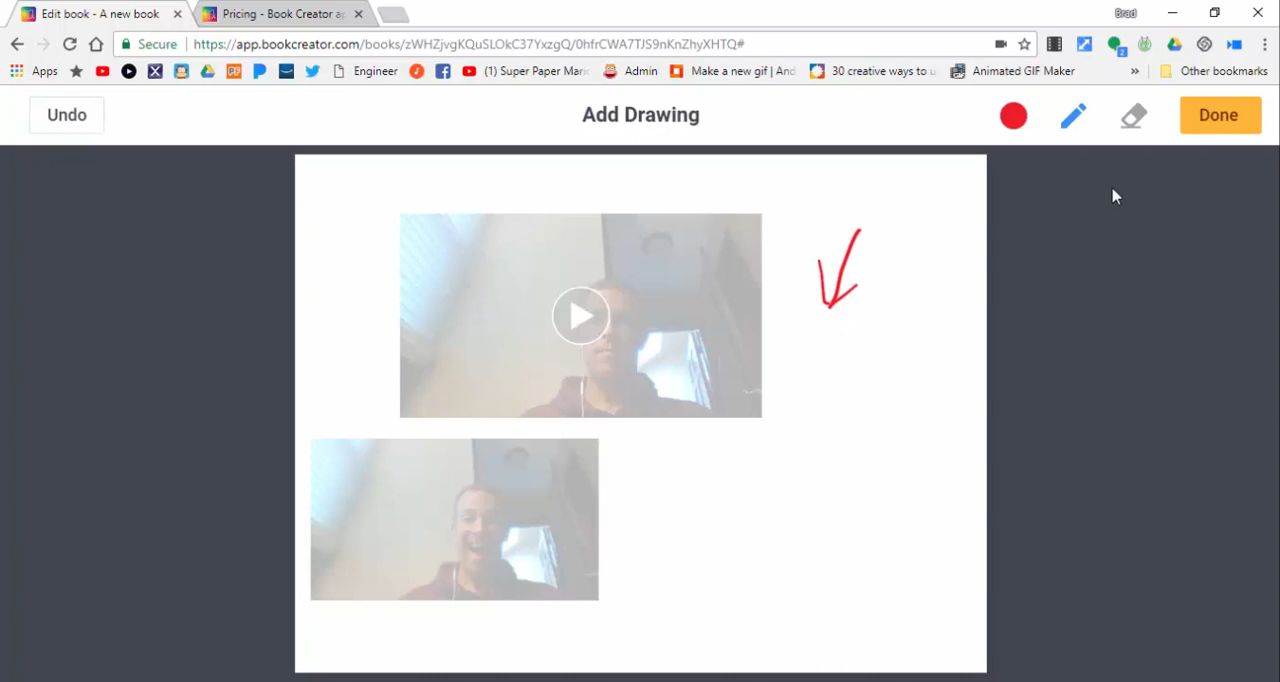 Edit book - A new book
Pricing - Book Creator ap
Brad
Secure
https://app.bookcreator.com/books/zWHZjvgKQuSLOkC37YxzgQ/0hfrCWA7TJS9nKnZhyXHTQ#
Apps
Engineer
(1) Super Paper Mario
Admin
Make a new gif | And
30 creative ways to u
Animated GIF Maker
»
Other bookmarks
Undo
Add Drawing
Done